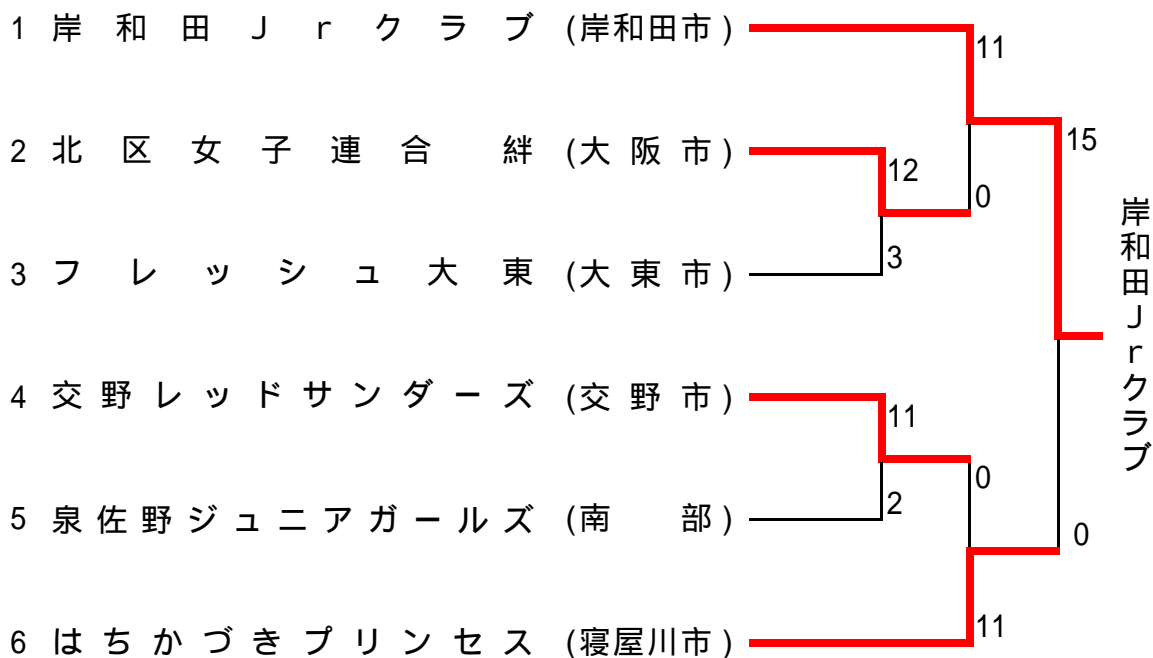 1 岸和田Jrクラブ (岸和田市)
11
15
2 北区女子連合 絆 (大阪市)
12
0
3 フレッシュ大東 (大東市)
3
岸和田Jrクラブ
4 交野レッドサンダーズ (交野市)
11
0
5 泉佐野ジュニアガールズ (南 部)
2
0
6 はちかづきプリンセス (寝屋川市)
11